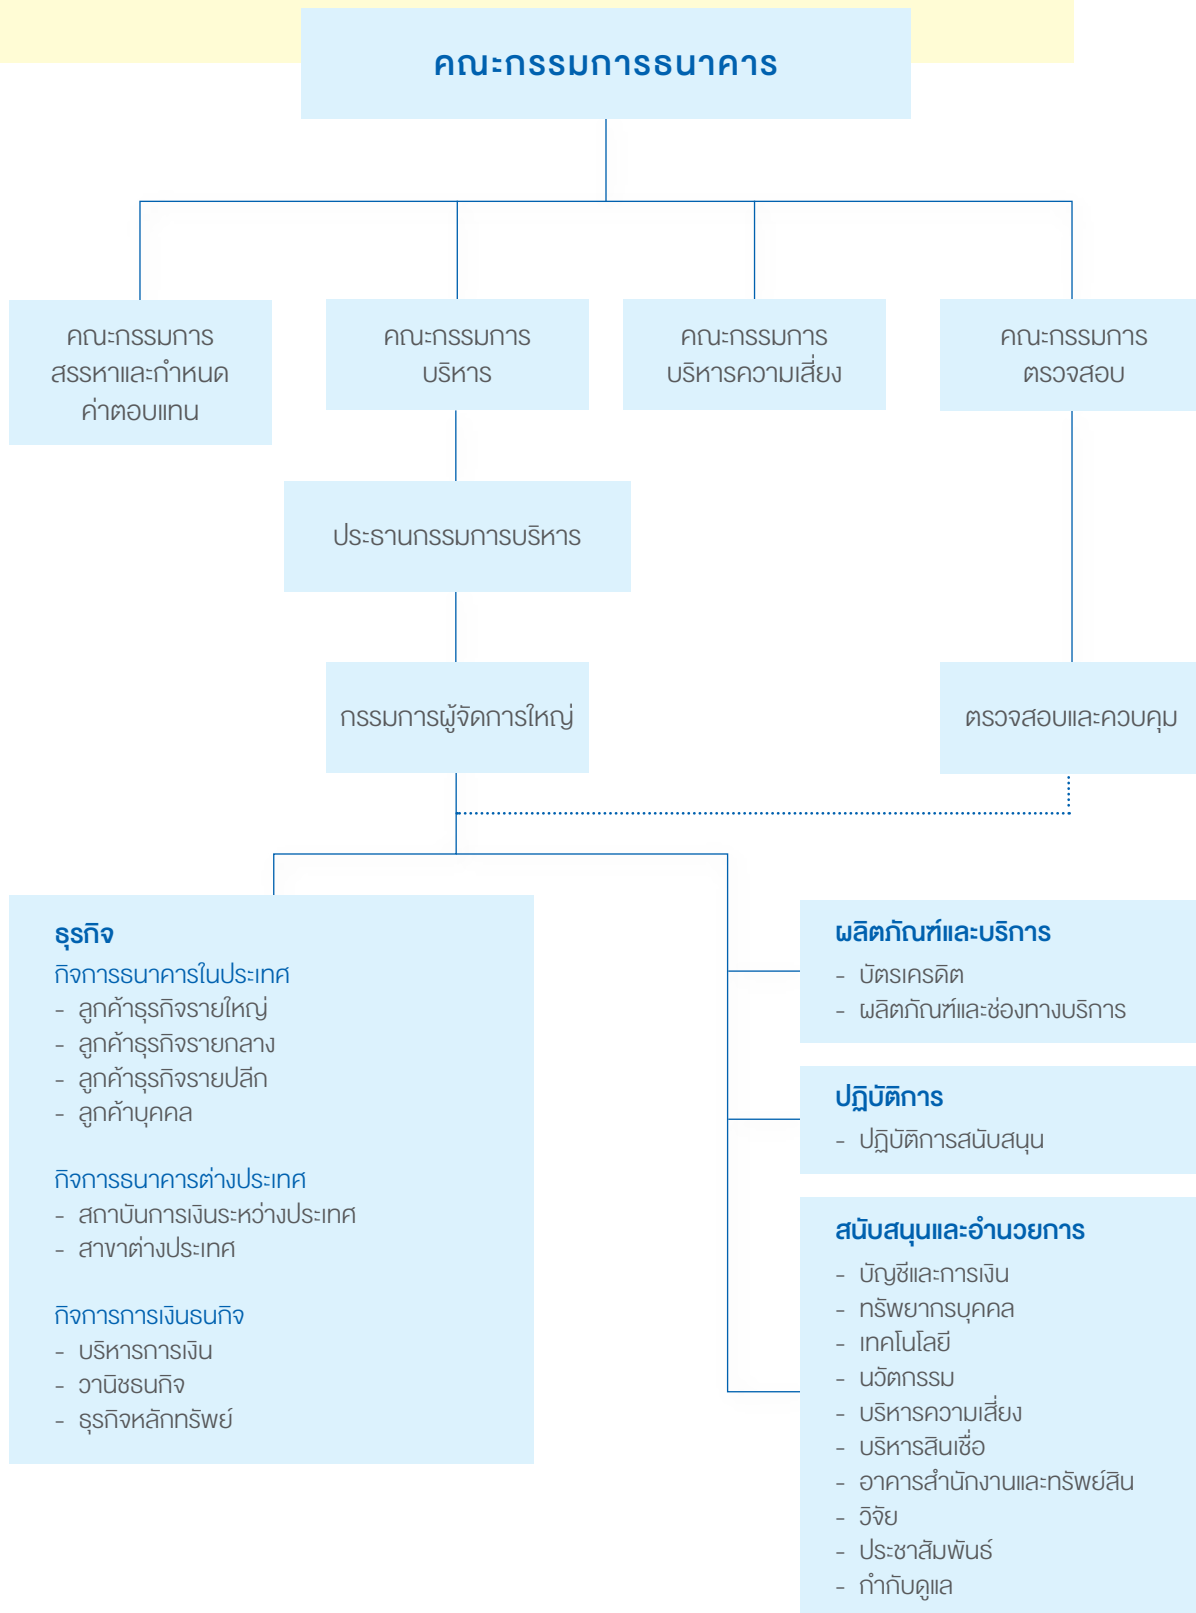 คณะกรรมการธนาคาร
คณะกรรมการ
สรรหาและกำหนด
ค่าตอบแทน
คณะกรรมการ
บริหาร
คณะกรรมการ
บริหารความเสี่ยง
คณะกรรมการ
ตรวจสอบ
ประธานกรรมการบริหาร
กรรมการผู้จัดการใหญ่
ตรวจสอบและควบคุม
ธุรกิจ
กิจการธนาคารในประเทศ
- ลูกค้าธุรกิจรายใหญ่
- ลูกค้าธุรกิจรายกลาง
- ลูกค้าธุรกิจรายปลีก
- ลูกค้าบุคคล
กิจการธนาคารต่างประเทศ
- สถาบันการเงินระหว่างประเทศ
- สาขาต่างประเทศ
กิจการการเงินธนกิจ
- บริหารการเงิน
- วานิชธนกิจ
- ธุรกิจหลักทรัพย์
ผลิตภัณฑ์และบริการ
- บัตรเครดิต
- ผลิตภัณฑ์และช่องทางบริการ
ปฏิบัติการ
- ปฏิบัติการสนับสนุน
สนับสนุนและอำนวยการ
- บัญชีและการเงิน
- ทรัพยากรบุคคล
- เทคโนโลยี
- นวัตกรรม
- บริหารความเสี่ยง
- บริหารสินเชื่อ
- อาคารสำนักงานและทรัพย์สิน
- วิจัย
- ประชาสัมพันธ์
- กำกับดูแล